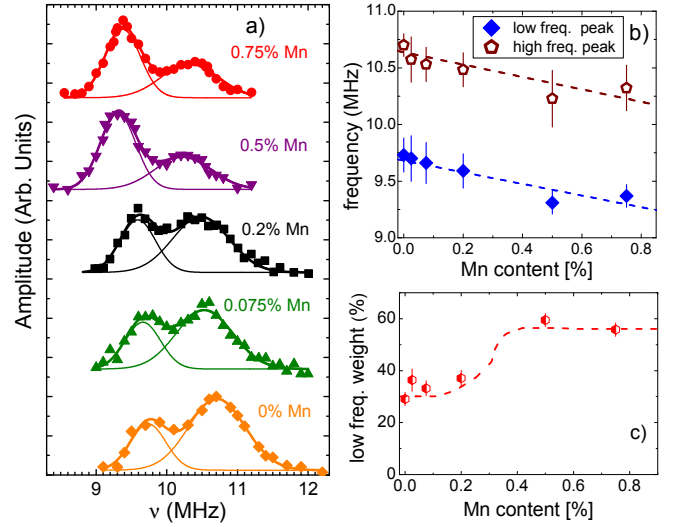 a)
0.75% Mn
0.5% Mn
0.2% Mn
0.075% Mn
0% Mn
Amplitude (Arb. Units)
9 10 11 12
ν (MHz)
b)
low freq. peak
high freq. peak
frequency (MHz)
11.0
10.5
10.0
9.5
9.0
0.0 0.2 0.4 0.6 0.8
Mn content [%]
c)
low freq. weight (%)
60
40
20
0
0.0 0.2 0.4 0.6 0.8
Mn content [%]